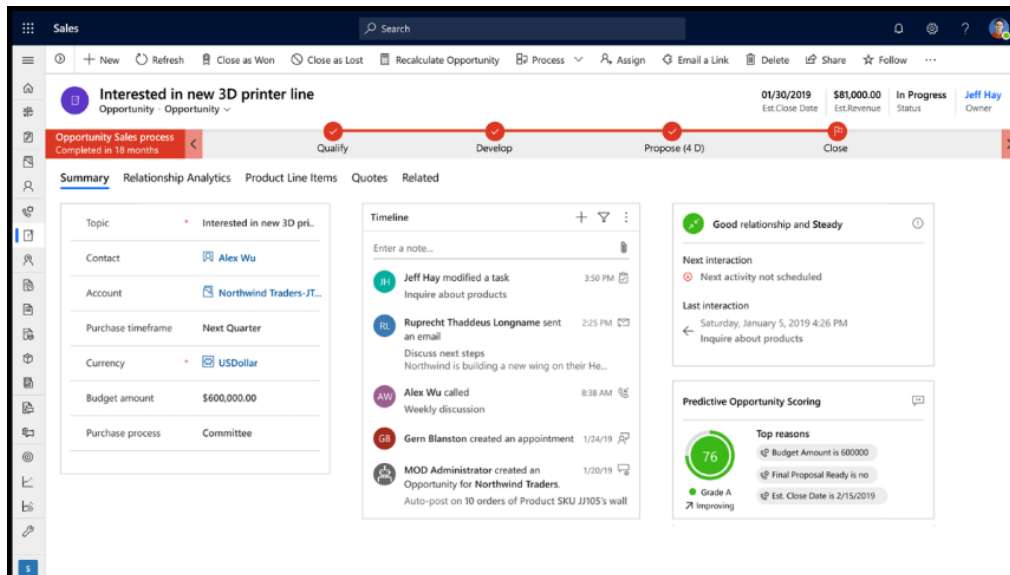 Sales
Search
New Refresh Close as Won Close as Lost Recalculate Opportunity Process Assign Email a Link Delete Share Follow ...
Interested in new 3D printer line
Opportunity · Opportunity
01/30/2019 $81,000.00 In Progress Jeff Hay
Est.Close Date Est.Revenue Status Owner
Opportunity Sales process
Completed in 18 months
Qualify Develop Propose (4 D) Close
Summary Relationship Analytics Product Line Items Quotes Related
Topic * Interested in new 3D pri..
Contact Alex Wu
Account Northwind Traders-JT...
Purchase timeframe Next Quarter
Currency * USDollar
Budget amount $600,000.00
Purchase process Committee
Timeline
Enter a note...
JH Jeff Hay modified a task 3:50 PM
Inquire about products
RL Ruprecht Thaddeus Longname sent 2:25 PM
an email
Discuss next steps
Northwind is building a new wing on their He...
AW Alex Wu called 8:38 AM
Weekly discussion
GB Gern Blanston created an appointment 1/24/19
MOD Administrator created an 1/20/19
Opportunity for Northwind Traders.
Auto-post on 10 orders of Product SKU JJ105's wall
Good relationship and Steady
Next interaction
Next activity not scheduled
Last interaction
Saturday, January 5, 2019 4:26 PM
Inquire about products
Predictive Opportunity Scoring
76
Grade A
Improving
Top reasons
Budget Amount is 600000
Final Proposal Ready is no
Est. Close Date is 2/15/2019
S